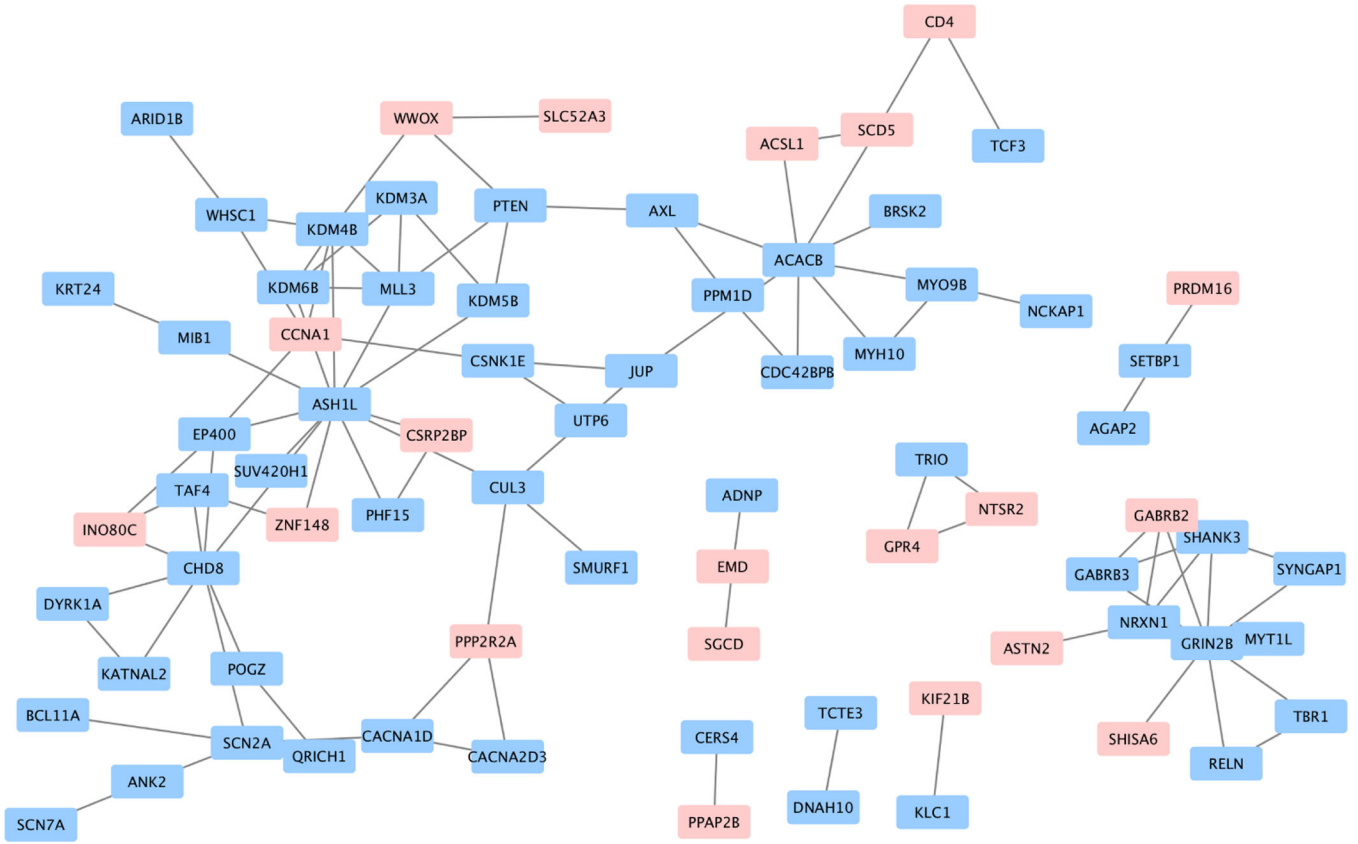 CD4
ARID1B
WWOX
SLC52A3
ACSL1
SCD5
TCF3
WHSC1
KDM4B
KDM3A
PTEN
AXL
BRSK2
ACACB
KRT24
KDM6B
MLL3
KDM5B
PPM1D
MYO9B
NCKAP1
PRDM16
MIB1
CCNA1
CSNK1E
JUP
CDC42BPB
MYH10
SETBP1
ASH1L
UTP6
AGAP2
EP400
CSRP2BP
SUV420H1
TAF4
CUL3
ADNP
TRIO
NTSR2
INO80C
ZNF148
PHF15
GPR4
GABRB2
SHANK3
CHD8
SMURF1
EMD
GABRB3
SYNGAP1
DYRK1A
NRXN1
KATNAL2
POGZ
PPP2R2A
SGCD
ASTN2
GRIN2B
MYT1L
BCL11A
SCN2A
QRICH1
CACNA1D
CACNA2D3
CERS4
TCTE3
KIF21B
SHISA6
TBR1
RELN
ANK2
SCN7A
PPAP2B
DNAH10
KLC1